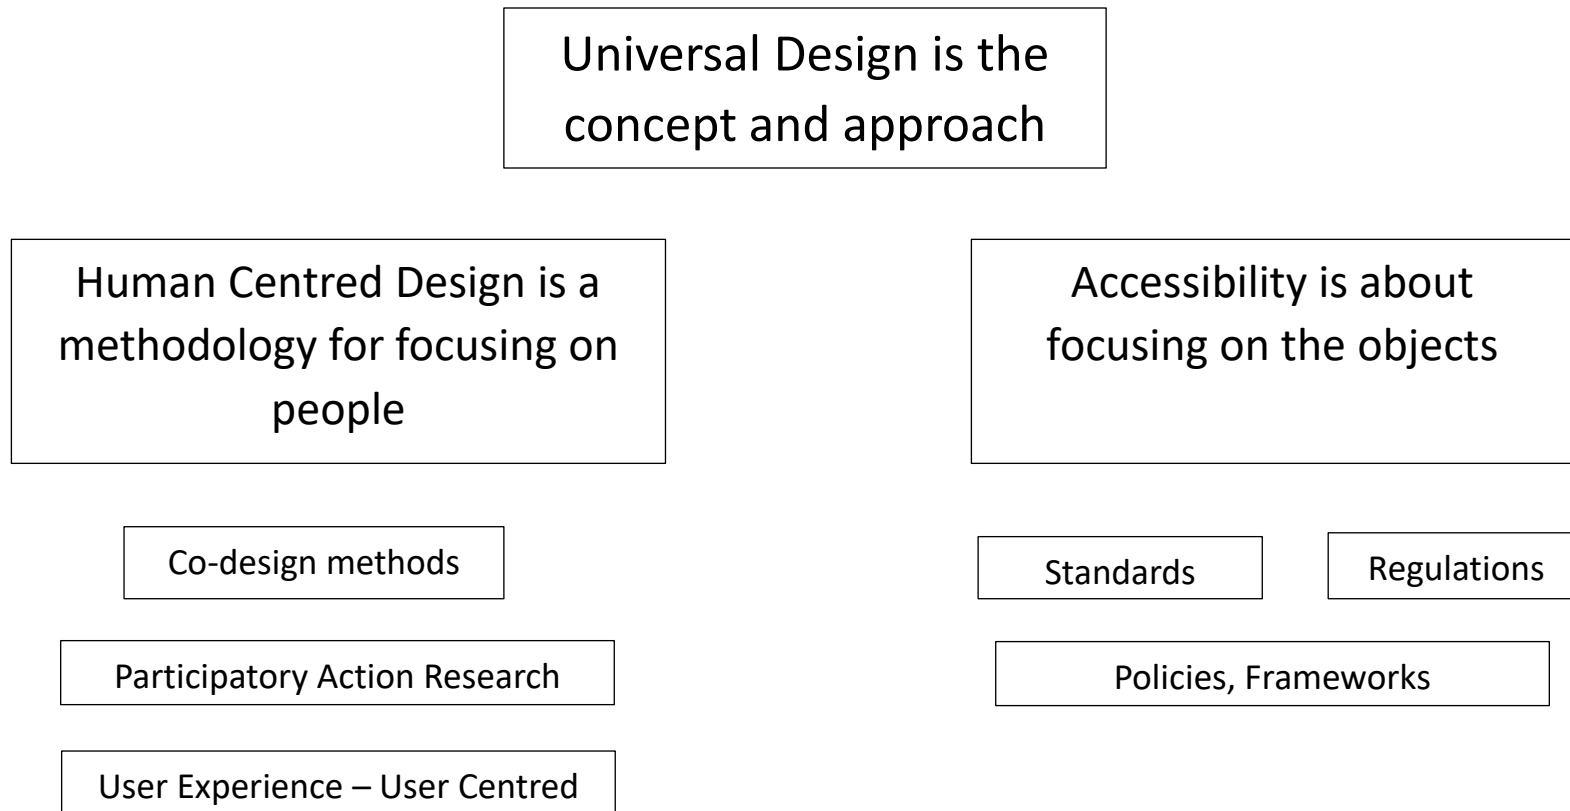 Universal Design is the
concept and approach
Human Centred Design is a
methodology for focusing on
people
Accessibility is about
focusing on the objects
Co-design methods
Standards
Regulations
Participatory Action Research
Policies, Frameworks
User Experience – User Centred